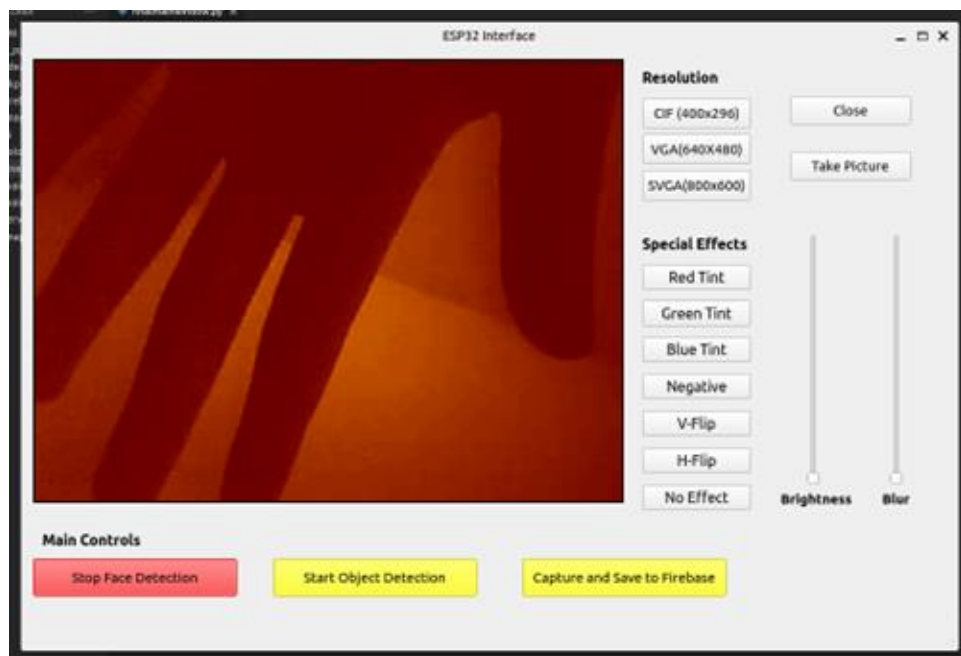 ESP32 Interface
Resolution
CIF (400x296)
VGA(640X480)
SVGA(800x600)
Close
Take Picture
Special Effects
Red Tint
Green Tint
Blue Tint
Negative
V-Flip
H-Flip
No Effect
Brightness
Blur
Main Controls
Stop Face Detection
Start Object Detection
Capture and Save to Firebase